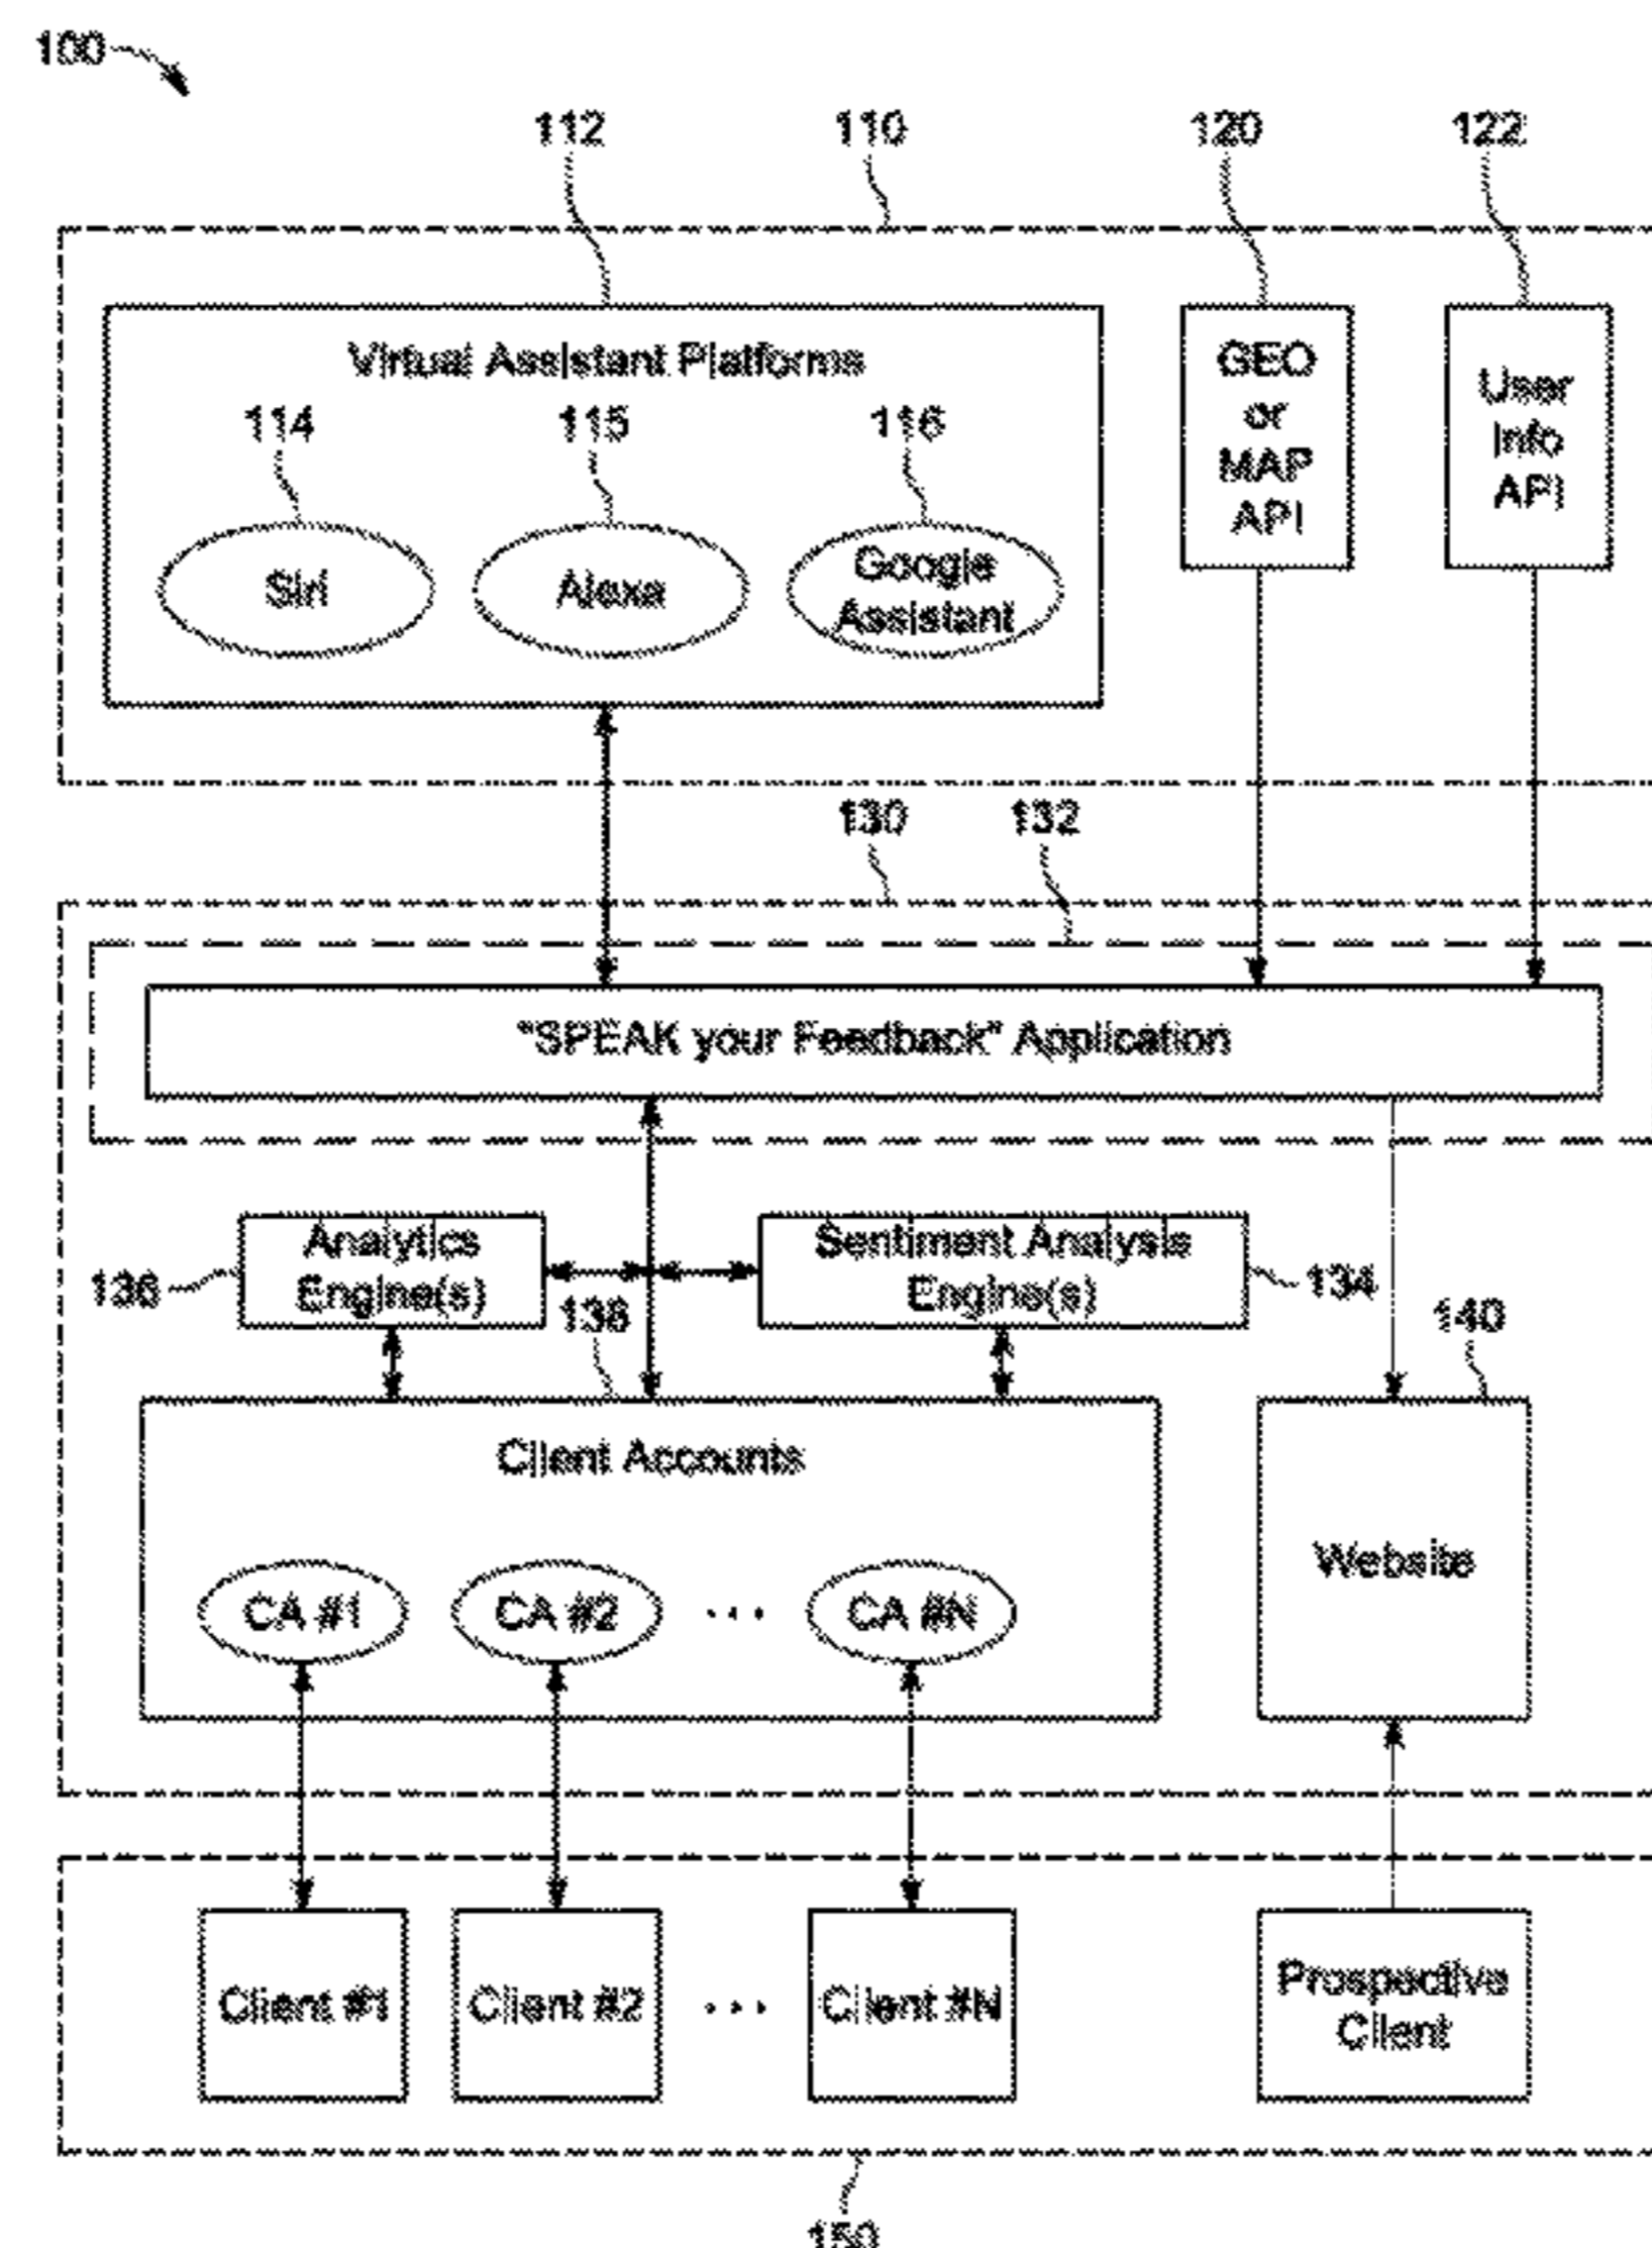 100
112 110 120 122
Virtual Assistant Platforms
114 115 116
Siri
Alexa
Google
Assistant
GEO
or
MAP
API
User
Info
API
130 132
"SPEAK your Feedback" Application
Analytics
Engine(s)
136
Sentiment Analysis
Engine(s)
134
138
140
Client Accounts
CA #1 CA #2 ... CA #N
Website
Client #1 Client #2 ... Client #N
Prospective
Client
150